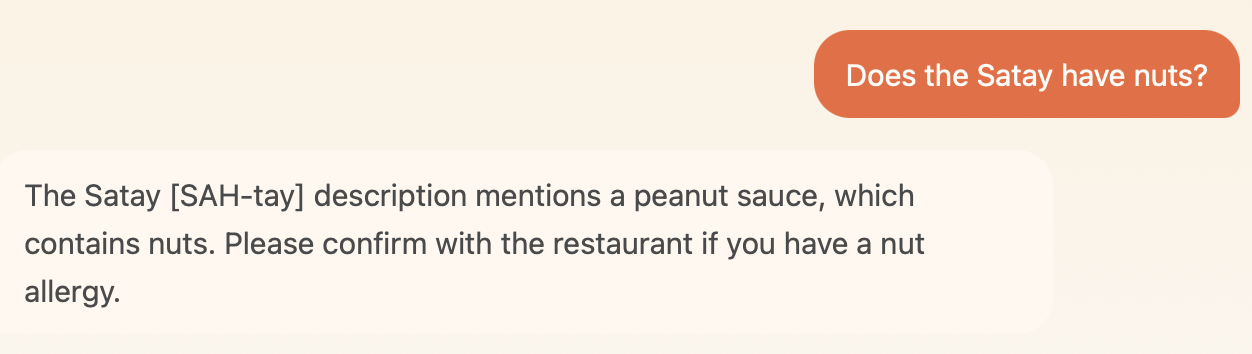 Does the Satay have nuts?
The Satay [SAH-tay] description mentions a peanut sauce, which
contains nuts. Please confirm with the restaurant if you have a nut
allergy.